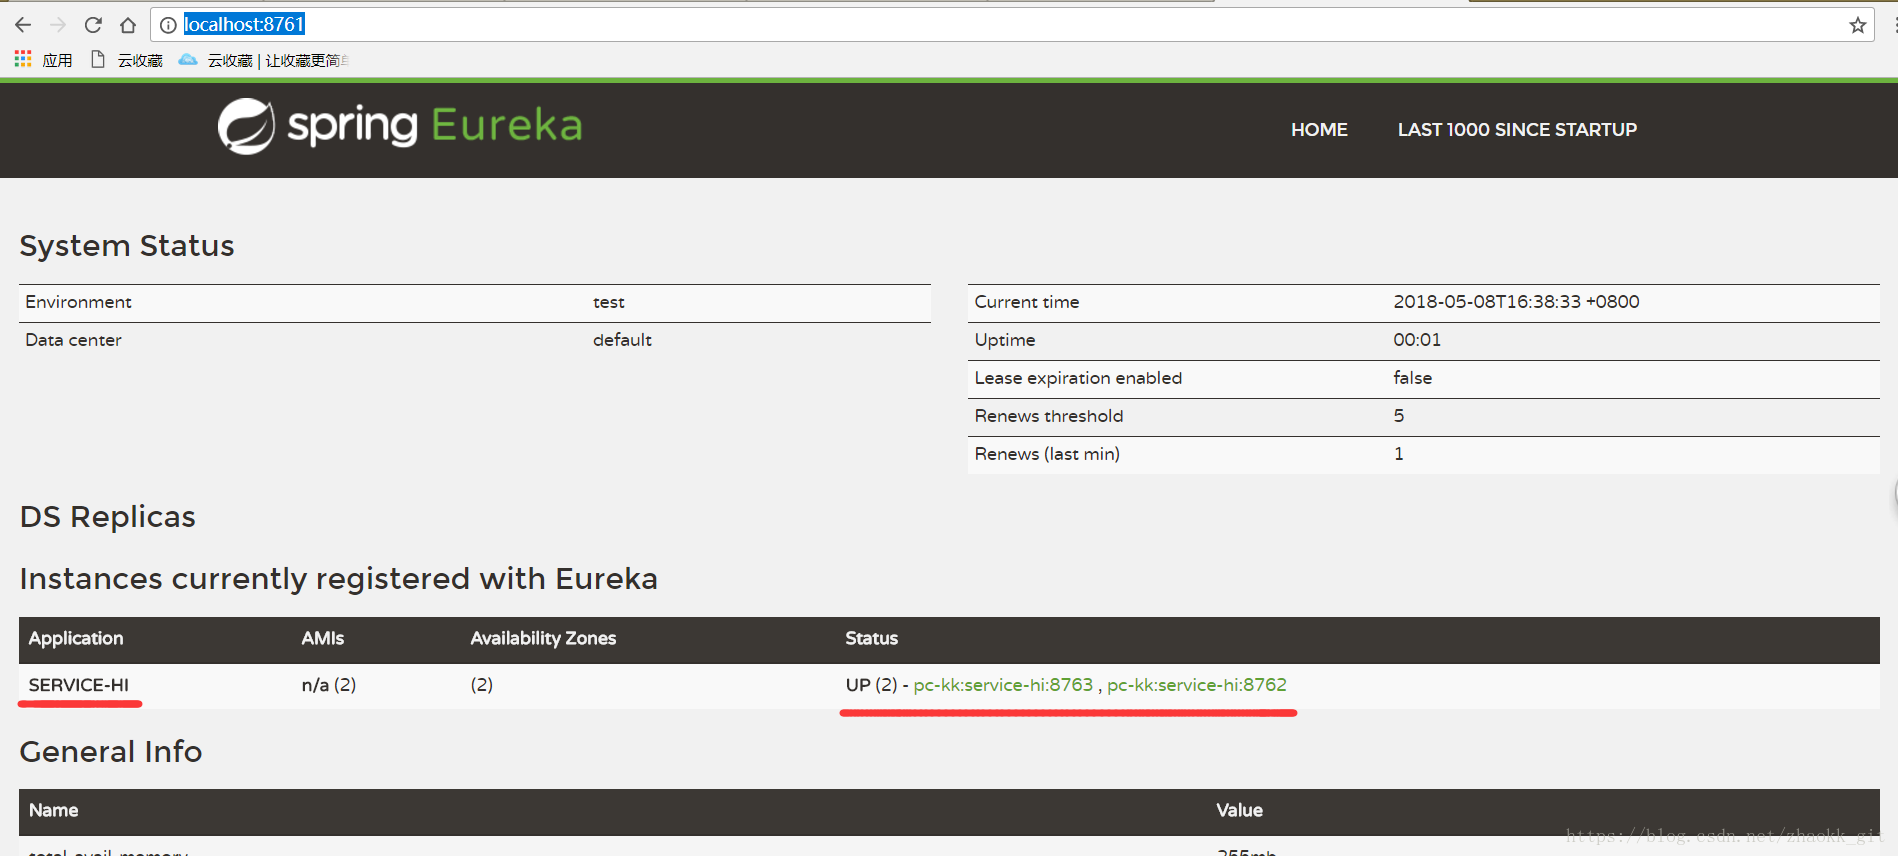 localhost:8761
应用 云收藏 云收藏 | 让收藏更简
spring Eureka HOME LAST 1000 SINCE STARTUP
System Status
Environment test
Data center default
Current time 2018-05-08T16:38:33 +0800
Uptime 00:01
Lease expiration enabled false
Renews threshold 5
Renews (last min) 1
DS Replicas
Instances currently registered with Eureka
Application AMIs Availability Zones Status
SERVICE-HI n/a (2) (2) UP (2) - pc-kk:service-hi:8763 , pc-kk:service-hi:8762
General Info
Name Value
total-avail-memory 255mb
https://blog.csdn.net/zhaokk_git